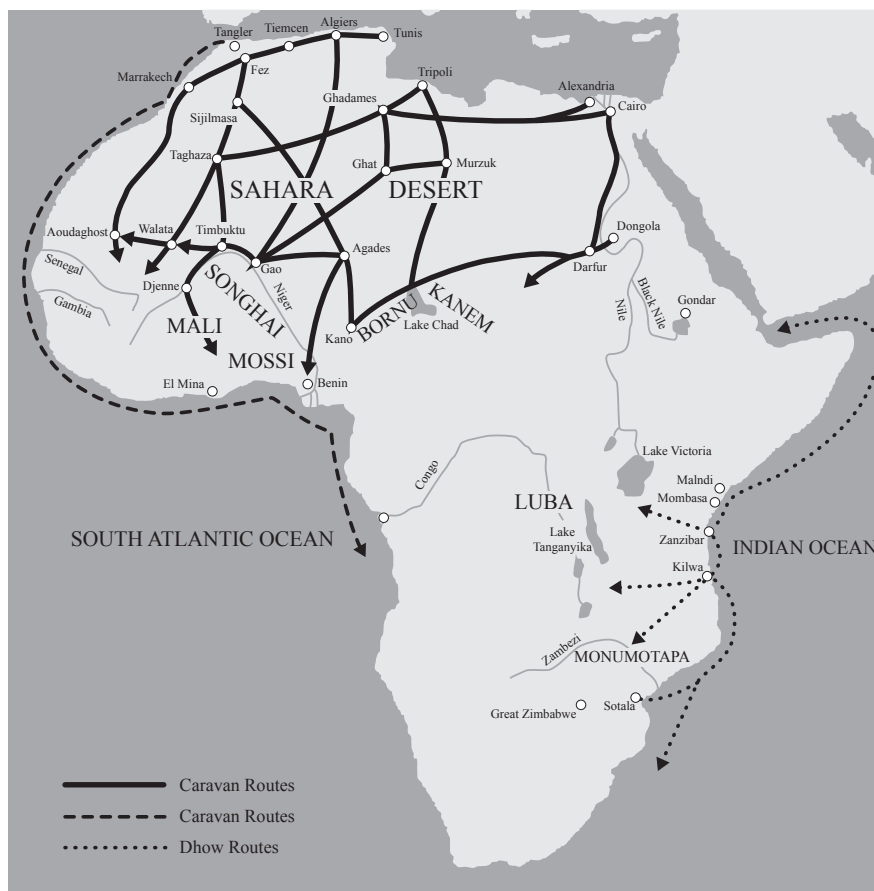 Algiers
Tangler
Tiemcen
Tunis
Fez
Marrakech
Tripoli
Alexandria
Ghadames
Cairo
Sijilmasa
Taghaza
Ghat
Murzuk
SAHARA
DESERT
Aoudaghost
Walata
Timbuktu
Dongola
Agades
Gao
Darfur
Senegal
Djenne
SONGHAI
Niger
Gambia
MALI
BORNU
KANEM
Nile
Black Nile
Gondar
Kano
Lake Chad
MOSSI
El Mina
Benin
Lake Victoria
Congo
Malndi
Mombasa
LUBA
Lake
Tanganyika
Zanzibar
SOUTH ATLANTIC OCEAN
INDIAN OCEAN
Kilwa
Zambezi
MONUMOTAPA
Great Zimbabwe
Sotala
Caravan Routes
Caravan Routes
Dhow Routes